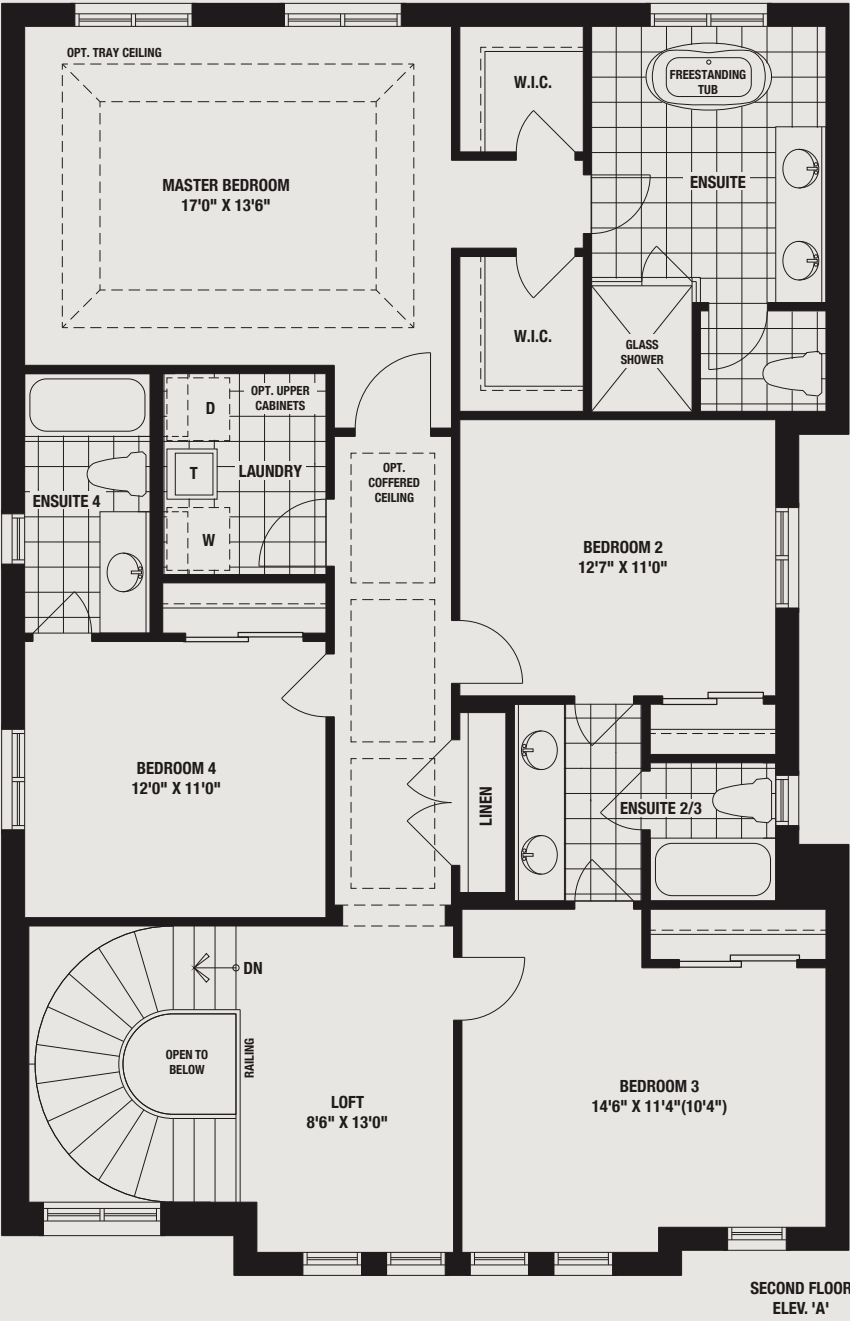 OPT. TRAY CEILING
W.I.C.
FREESTANDING
TUB
MASTER BEDROOM
17'0" X 13'6"
ENSUITE
W.I.C.
GLASS
SHOWER
D
OPT. UPPER
CABINETS
T
LAUNDRY
W
ENSUITE 4
OPT.
COFFERED
CEILING
BEDROOM 2
12'7" X 11'0"
BEDROOM 4
12'0" X 11'0"
LINEN
ENSUITE 2/3
DN
OPEN TO
BELOW
RAILING
LOFT
8'6" X 13'0"
BEDROOM 3
14'6" X 11'4"(10'4")
SECOND FLOOR
ELEV. 'A'